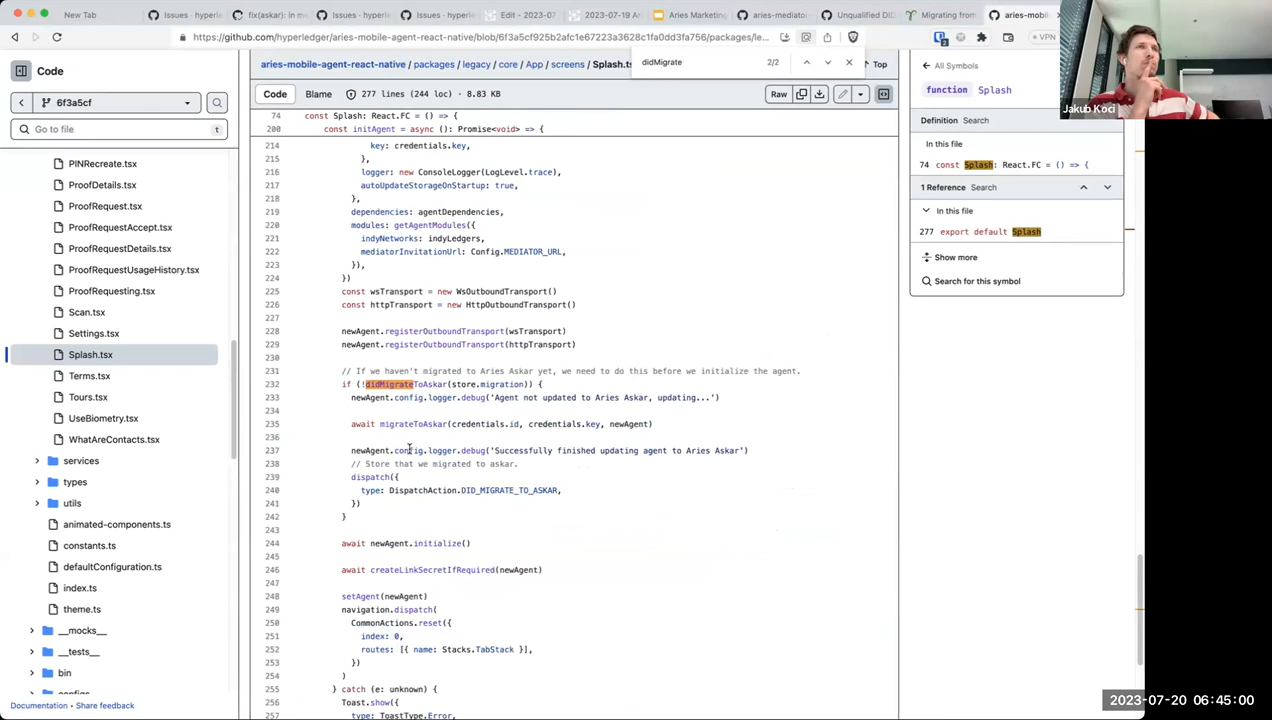 New Tab
Issues · hyperle
fix(askar): in me
Issues · hyperle
Issues · hyperle
Edit - 2023-07
2023-07-19 A
Aries Marketing
aries-mediato
Unqualified DID
Migrating from
aries-mobile
https://github.com/hyperledger/aries-mobile-agent-react-native/blob/6f3a5cf925b2afc1e67223a3628c1fa0dd3fa756/packages/le...
VPN
didMigrate
2/2
Code
aries-mobile-agent-react-native / packages / legacy / core / App / screens / Splash.ts
Top
6f3a5cf
Code
Blame
277 lines (244 loc) · 8.83 KB
Raw
Go to file
t
PINRecreate.tsx
ProofDetails.tsx
ProofRequest.tsx
ProofRequestAccept.tsx
ProofRequestDetails.tsx
ProofRequestUsageHistory.tsx
ProofRequesting.tsx
Scan.tsx
Settings.tsx
Splash.tsx
Terms.tsx
Tours.tsx
UseBiometry.tsx
WhatAreContacts.tsx
services
types
utils
animated-components.ts
constants.ts
defaultConfiguration.ts
index.ts
theme.ts
__mocks__
__tests__
bin
configs
Documentation • Share feedback
74 const Splash: React.FC = () => {
200 const initAgent = async (): Promise<void> => {
214 key: credentials.key,
215 },
216 logger: new ConsoleLogger(LogLevel.trace),
217 autoUpdateStorageOnStartup: true,
218 },
219 dependencies: agentDependencies,
220 modules: getAgentModules({
221 indyNetworks: indyLedgers,
222 mediatorInvitationUrl: Config.MEDIATOR_URL,
223 }),
224 })
225 const wsTransport = new WsOutboundTransport()
226 const httpTransport = new HttpOutboundTransport()
227
228 newAgent.registerOutboundTransport(wsTransport)
229 newAgent.registerOutboundTransport(httpTransport)
230
231 // If we haven't migrated to Aries Askar yet, we need to do this before we initialize the agent.
232 if (!didMigrateToAskar(store.migration)) {
233 newAgent.config.logger.debug('Agent not updated to Aries Askar, updating...')
234
235 await migrateToAskar(credentials.id, credentials.key, newAgent)
236
237 newAgent.config.logger.debug('Successfully finished updating agent to Aries Askar')
238 // Store that we migrated to askar.
239 dispatch({
240 type: DispatchAction.DID_MIGRATE_TO_ASKAR,
241 })
242 }
243
244 await newAgent.initialize()
245
246 await createLinkSecretIfRequired(newAgent)
247
248 setAgent(newAgent)
249 navigation.dispatch(
250 CommonActions.reset({
251 index: 0,
252 routes: [{ name: Stacks.TabStack }],
253 })
254 )
255 } catch (e: unknown) {
256 Toast.show({
257 type: ToastType.Error,
All Symbols
function Splash
Definition Search
In this file
74 const Splash: React.FC = () => {
1 Reference Search
In this file
277 export default Splash
Show more
Search for this symbol
Jakub Koci
2023-07-20 06:45:00